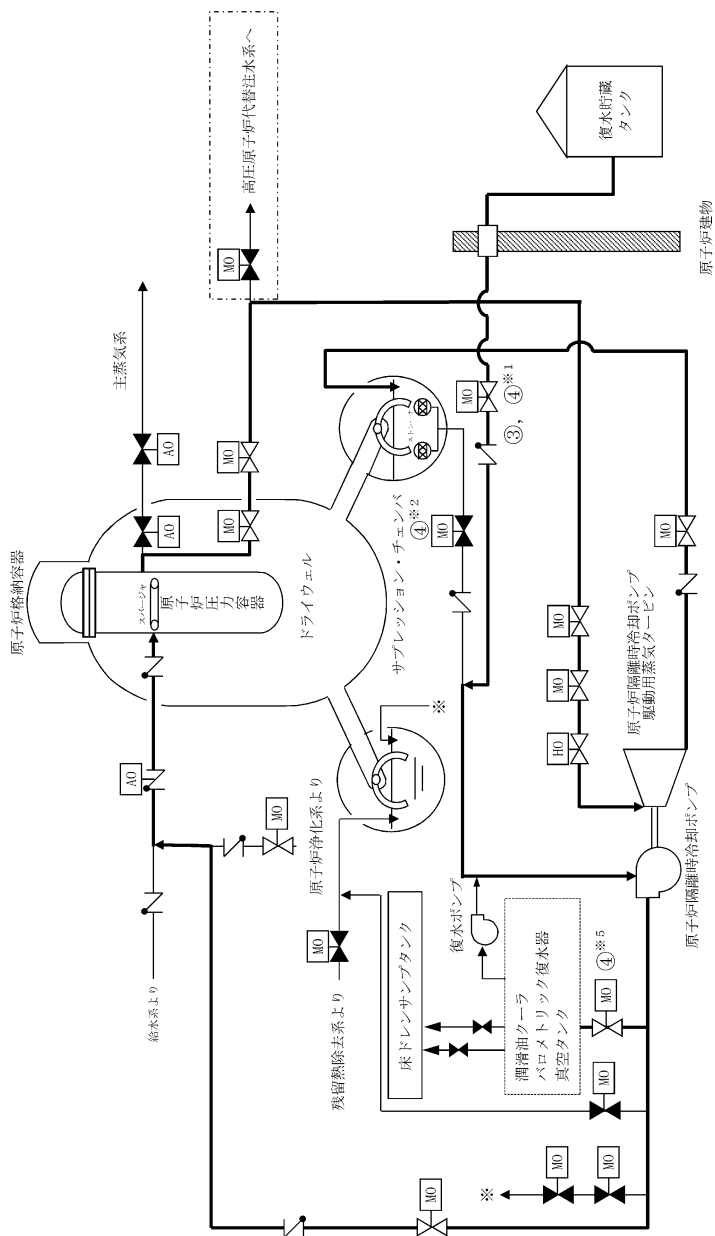 原子炉格納容器
主蒸気系
高圧原子炉代替注水系へ
MO
AO
AO
MO
MO
スパージャ
原子炉
圧力容器
ドライウェル
サプレッション・チェンバ
ストレーナ
④※2
MO
MO
③, ④※1
復水貯蔵
タンク
原子炉建物
給水系より
AO
MO
原子炉浄化系より
※
MO
残留熱除去系より
床ドレンサンプタンク
復水ポンプ
潤滑油クーラ
バロメトリック復水器
真空タンク
④※5
MO
MO
HO
MO
MO
MO
原子炉隔離時冷却ポンプ
駆動用蒸気タービン
原子炉隔離時冷却ポンプ
※
MO
MO
MO